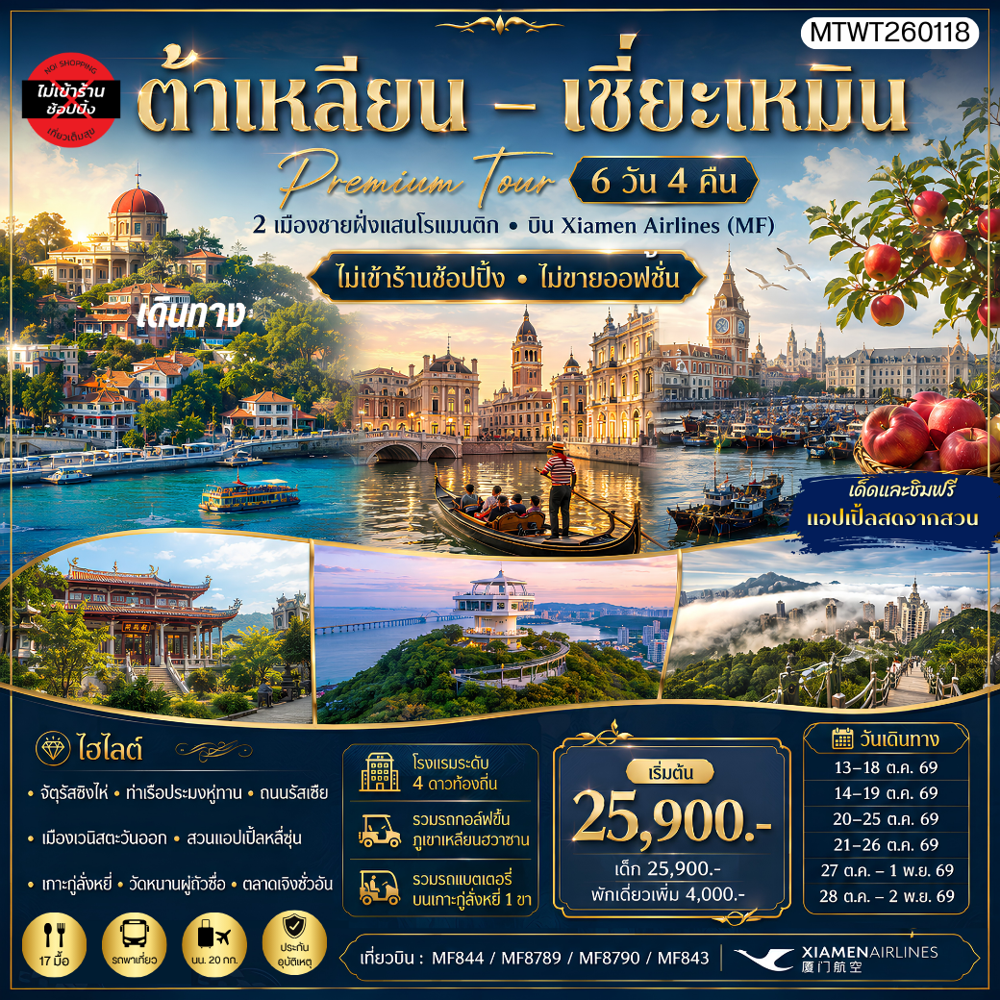 MTWT260118
NO! SHOPPING
ไม่เข้าร้าน
ช้อปปิ้ง
เที่ยวเต็มสุข
ต้าเหลียน – เซี่ยะเหมิน
Premium Tour
6 วัน 4 คืน
2 เมืองชายฝั่งแสนโรแมนติก • บิน Xiamen Airlines (MF)
ไม่เข้าร้านช้อปปิ้ง • ไม่ขายออฟชั่น
เดินทาง
เด็ดและชิมฟรี
แอปเปิ้ลสดจากสวน
ไฮไลต์
• จัตุรัสซิงไห่ • ท่าเรือประมงหู่ทาน • ถนนรัสเซีย
• เมืองเวนิสตะวันออก • สวนแอปเปิ้ลหลี่ซุ่น
• เกาะกู่ลั่งหยี่ • วัดหนานผู่ถัวซื่อ • ตลาดเจิงชั่วอัน
17 มื้อ
รถพาเที่ยว
นน. 20 กก.
ประกัน
อุบัติเหตุ
โรงแรมระดับ
4 ดาวท้องถิ่น
รวมรถกอล์ฟขึ้น
ภูเขาเหลียนฮวาซาน
รวมรถแบตเตอรี่
บนเกาะกู่ลั่งหยี่ 1 ขา
เริ่มต้น
25,900.-
เด็ก 25,900.-
พักเดี่ยวเพิ่ม 4,000.-
วันเดินทาง
13–18 ต.ค. 69
14–19 ต.ค. 69
20–25 ต.ค. 69
21–26 ต.ค. 69
27 ต.ค. – 1 พ.ย. 69
28 ต.ค. – 2 พ.ย. 69
เที่ยวบิน : MF844 / MF8789 / MF8790 / MF843
XIAMENAIRLINES
厦门航空